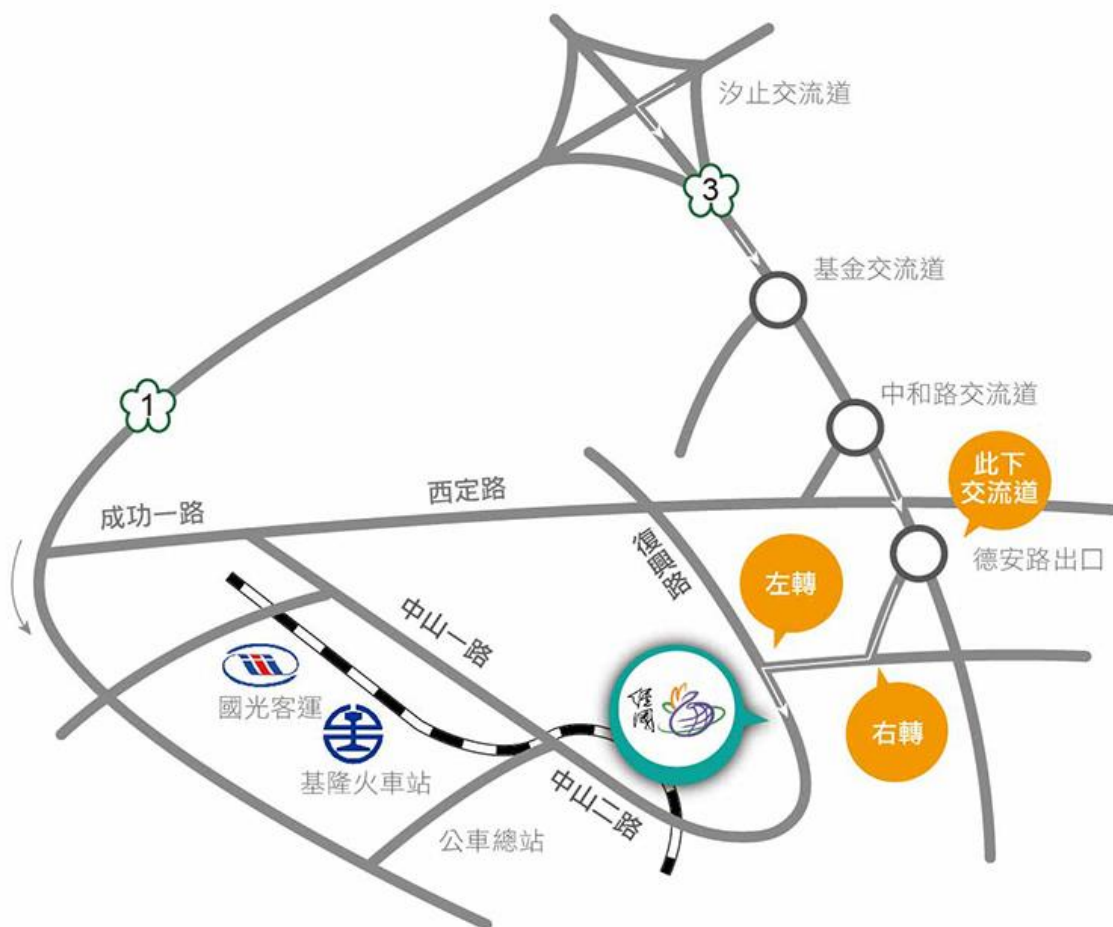 汐止交流道
3
基金交流道
1
中和路交流道
此下
交流道
西定路
成功一路
復興路
德安路出口
左轉
中山一路
國光客運
經國
右轉
基隆火車站
中山二路
公車總站